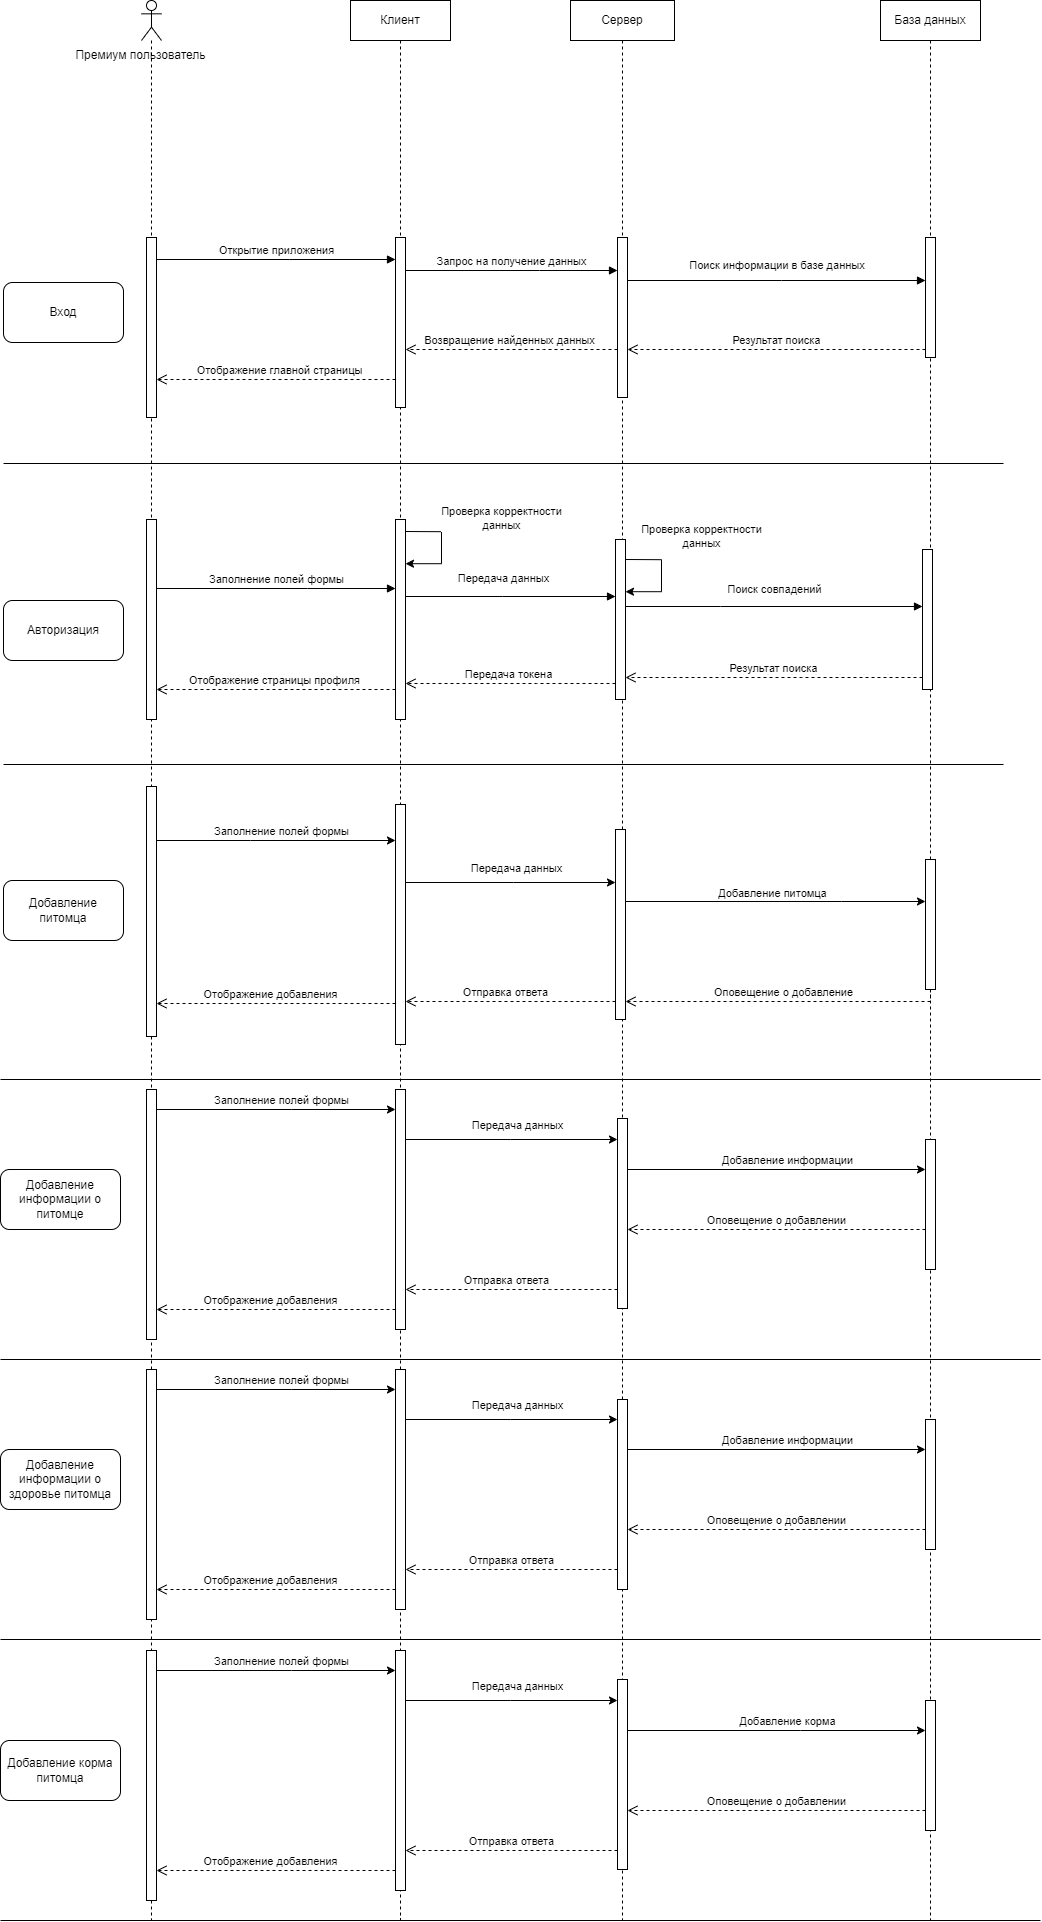 Премиум пользователь
Клиент
Сервер
База данных
Открытие приложения
Запрос на получение данных
Поиск информации в базе данных
Вход
Возвращение найденных данных
Результат поиска
Отображение главной страницы
Проверка корректности
данных
Проверка корректности
данных
Заполнение полей формы
Передача данных
Поиск совпадений
Авторизация
Отображение страницы профиля
Передача токена
Результат поиска
Заполнение полей формы
Передача данных
Добавление питомца
Добавление
питомца
Отображение добавления
Отправка ответа
Оповещение о добавление
Заполнение полей формы
Передача данных
Добавление информации
Добавление
информации о
питомце
Оповещение о добавлении
Отправка ответа
Отображение добавления
Заполнение полей формы
Передача данных
Добавление информации
Добавление
информации о
здоровье питомца
Оповещение о добавлении
Отправка ответа
Отображение добавления
Заполнение полей формы
Передача данных
Добавление корма
Добавление корма
питомца
Оповещение о добавлении
Отправка ответа
Отображение добавления